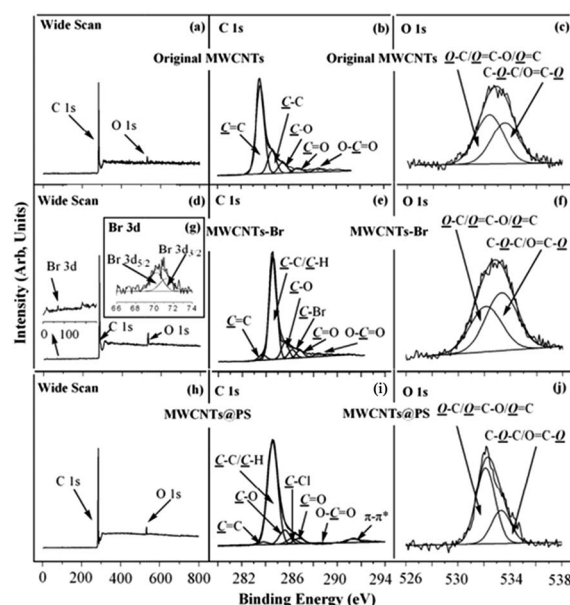 Wide Scan (a)
C 1s (b)
O 1s (c)
Original MWCNTs
Original MWCNTs
O-C/O=C-O/O=C
C-O-C/O=C-O
C 1s
O 1s
C=C
C-C
C-O
C=O
O-C=O
Wide Scan (d)
Br 3d (g)
C 1s (e)
O 1s (f)
MWCNTs-Br
MWCNTs-Br
Br 3d
Br 3d5/2
Br 3d3/2
66 68 70 72 74
0 100
C 1s
O 1s
C-C/C-H
C-O
C-Br
C=C
C=O
O-C=O
O-C/O=C-O/O=C
C-O-C/O=C-O
Wide Scan (h)
C 1s (i)
O 1s (j)
MWCNTs@PS
MWCNTs@PS
C 1s
O 1s
C-C/C-H
C-Cl
C-O
C=O
O-C=O
C=C
π-π*
O-C/O=C-O/O=C
C-O-C/O=C-O
0 200 400 600 800
282 286 290 294
526 530 534 538
Intensity (Arb, Units)
Binding Energy (eV)